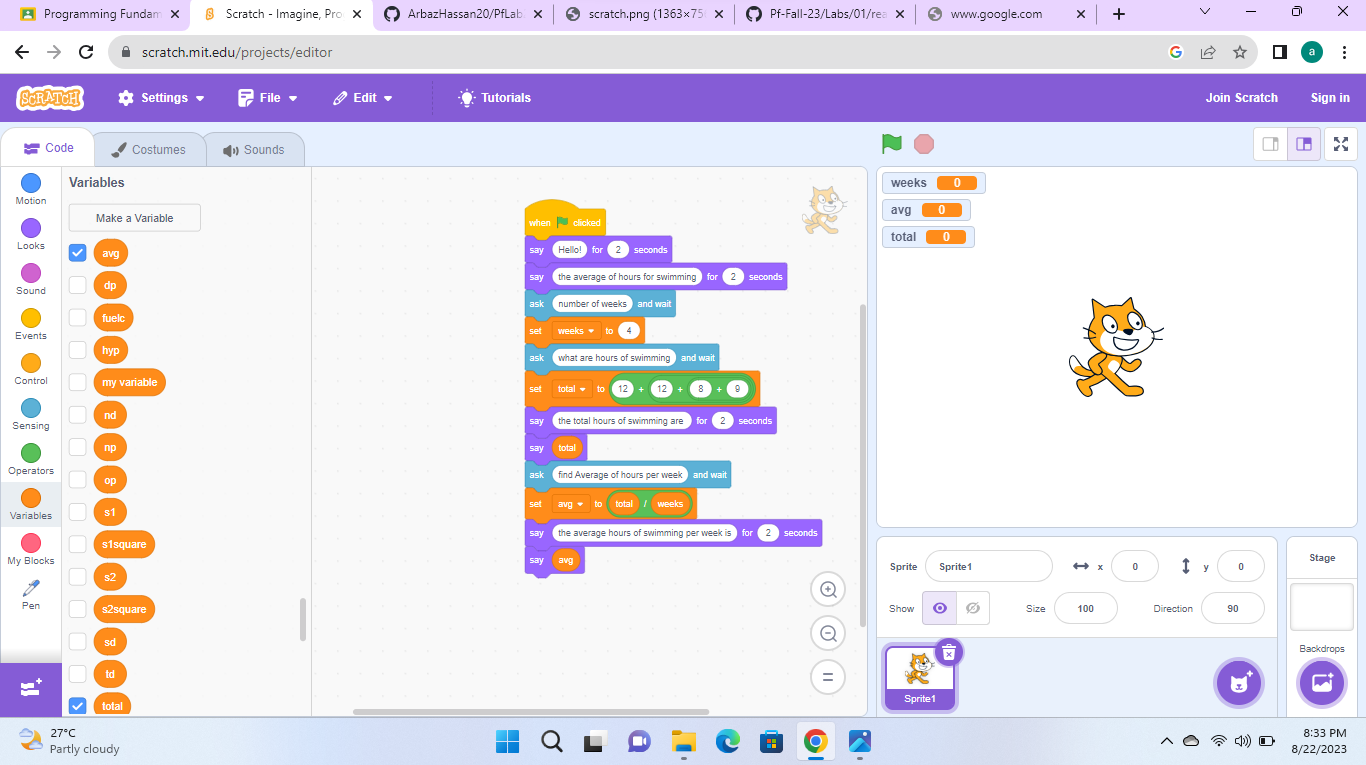 Programming Fundam
Scratch - Imagine, Pro
ArbazHassan20/PfLab
scratch.png (1363×75
Pf-Fall-23/Labs/01/rea
www.google.com
scratch.mit.edu/projects/editor
a
SCRATCH
Settings
File
Edit
Tutorials
Join Scratch
Sign in
Code
Costumes
Sounds
Motion
Looks
Sound
Events
Control
Sensing
Operators
Variables
My Blocks
Pen
Variables
Make a Variable
avg
dp
fuelc
hyp
my variable
nd
np
op
s1
s1square
s2
s2square
sd
td
total
when clicked
say Hello! for 2 seconds
say the average of hours for swimming for 2 seconds
ask number of weeks and wait
set weeks to 4
ask what are hours of swimming and wait
set total to 12 + 12 + 8 + 9
say the total hours of swimming are for 2 seconds
say total
ask find Average of hours per week and wait
set avg to total / weeks
say the average hours of swimming per week is for 2 seconds
say avg
weeks 0
avg 0
total 0
Sprite Sprite1 x 0 y 0
Show Size 100 Direction 90
Sprite1
Stage
Backdrops
27°C
Partly cloudy
8:33 PM
8/22/2023